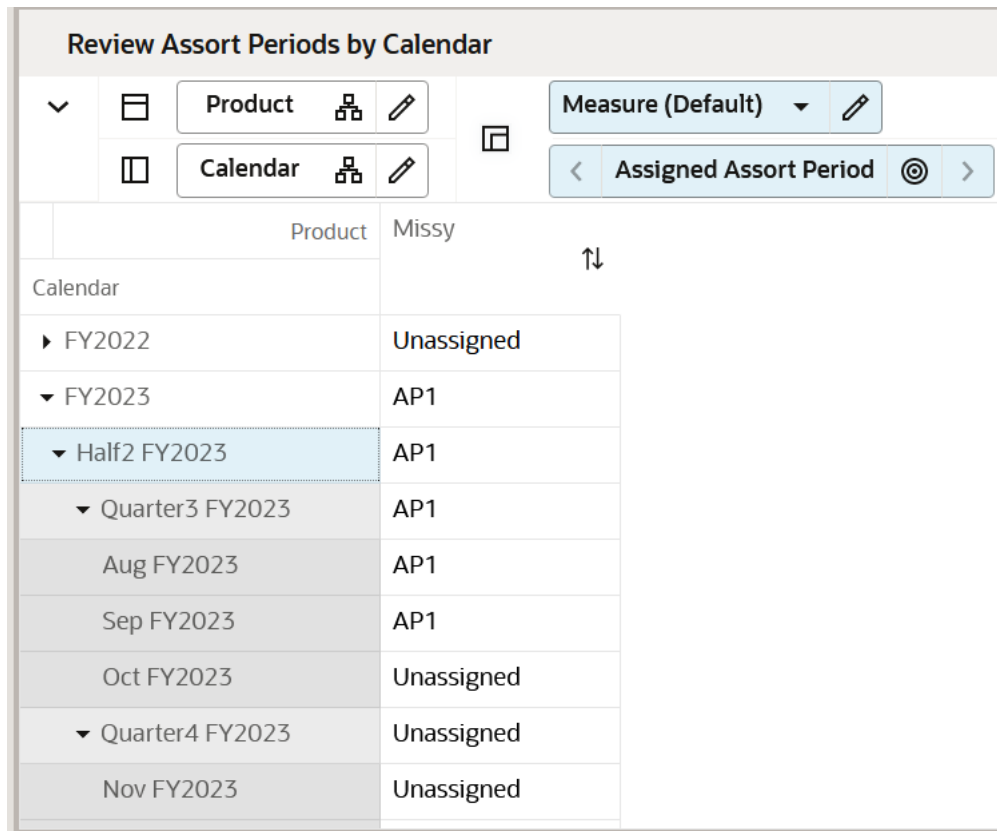 Review Assort Periods by Calendar
Product
Measure (Default)
Calendar
Assigned Assort Period
Product
Missy
Calendar
FY2022 Unassigned
FY2023 AP1
Half2 FY2023 AP1
Quarter3 FY2023 AP1
Aug FY2023 AP1
Sep FY2023 AP1
Oct FY2023 Unassigned
Quarter4 FY2023 Unassigned
Nov FY2023 Unassigned